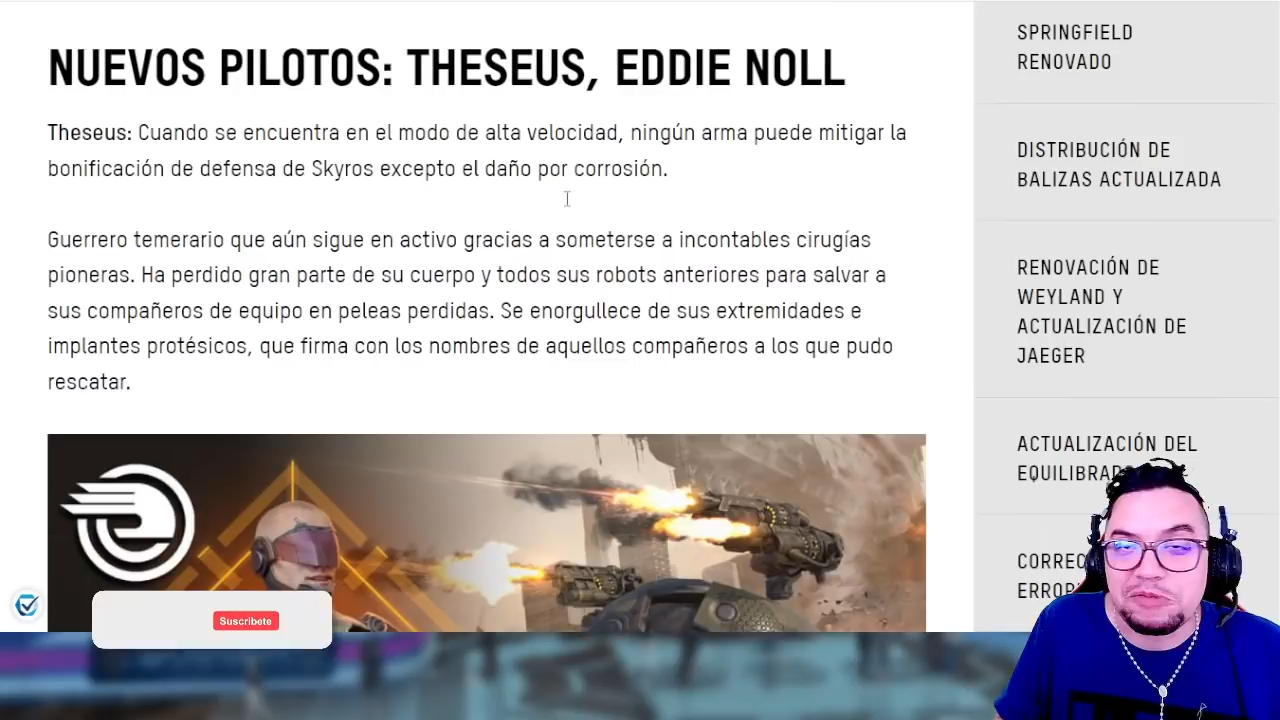 NUEVOS PILOTOS: THESEUS, EDDIE NOLL
Theseus: Cuando se encuentra en el modo de alta velocidad, ningún arma puede mitigar la
bonificación de defensa de Skyros excepto el daño por corrosión.
Guerrero temerario que aún sigue en activo gracias a someterse a incontables cirugías
pioneras. Ha perdido gran parte de su cuerpo y todos sus robots anteriores para salvar a
sus compañeros de equipo en peleas perdidas. Se enorgullece de sus extremidades e
implantes protésicos, que firma con los nombres de aquellos compañeros a los que pudo
rescatar.
Suscribete
SPRINGFIELD
RENOVADO
DISTRIBUCIÓN DE
BALIZAS ACTUALIZADA
RENOVACIÓN DE
WEYLAND Y
ACTUALIZACIÓN DE
JAEGER
ACTUALIZACIÓN DEL